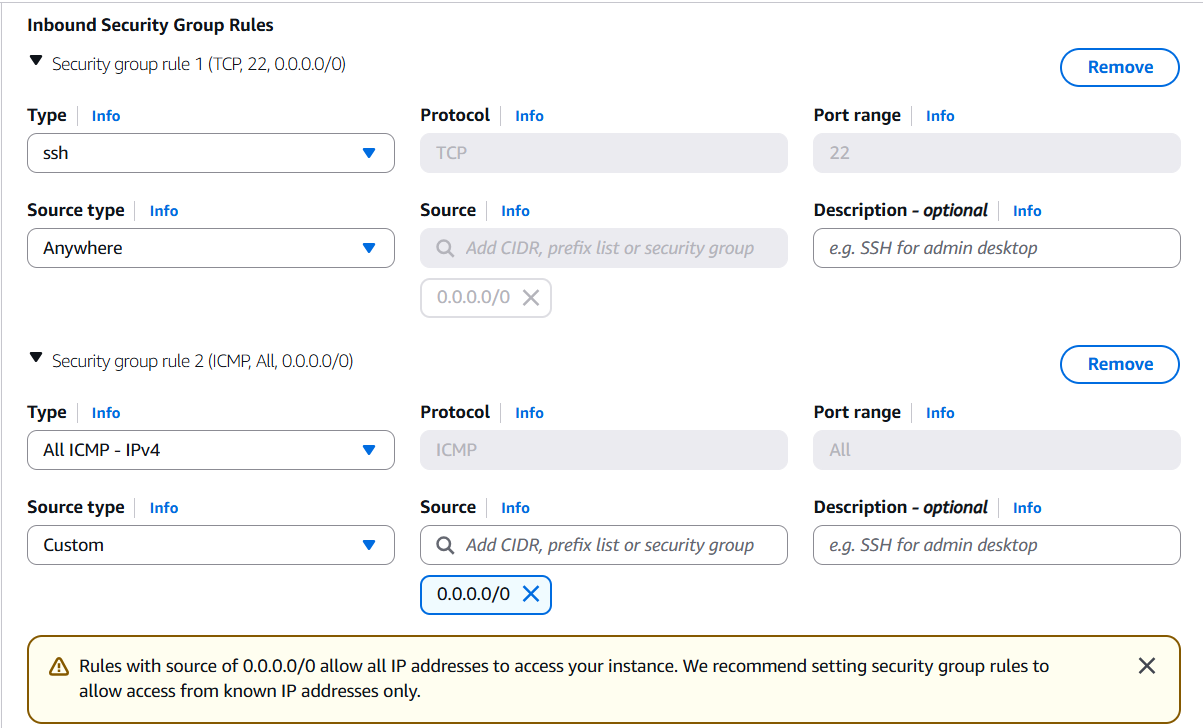 Inbound Security Group Rules
Security group rule 1 (TCP, 22, 0.0.0.0/0)
Remove
Type Info
Protocol Info
Port range Info
ssh
TCP
22
Source type Info
Source Info
Description - optional Info
Anywhere
Add CIDR, prefix list or security group
e.g. SSH for admin desktop
0.0.0.0/0
Security group rule 2 (ICMP, All, 0.0.0.0/0)
Remove
Type Info
Protocol Info
Port range Info
All ICMP - IPv4
ICMP
All
Source type Info
Source Info
Description - optional Info
Custom
Add CIDR, prefix list or security group
e.g. SSH for admin desktop
0.0.0.0/0
Rules with source of 0.0.0.0/0 allow all IP addresses to access your instance. We recommend setting security group rules to
allow access from known IP addresses only.